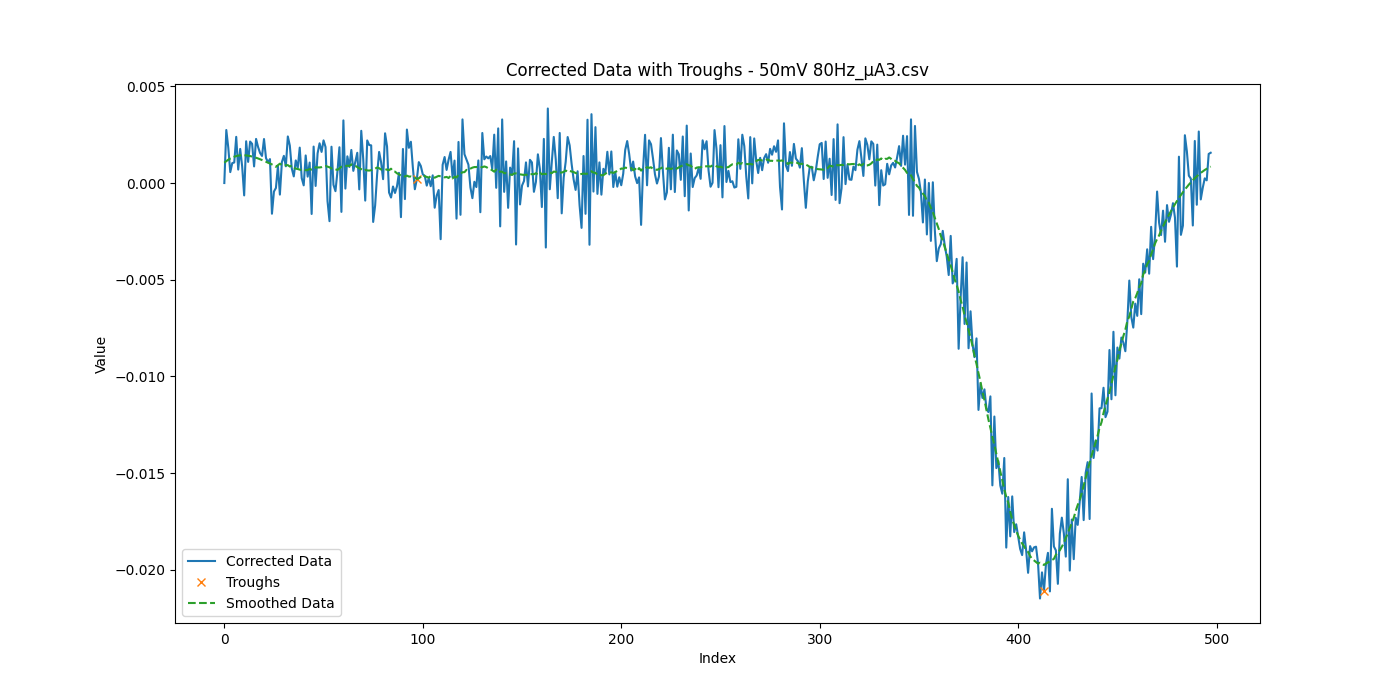 Corrected Data with Troughs - 50mV 80Hz_µA3.csv
0.005
0.000
−0.005
−0.010
−0.015
−0.020
Value
Corrected Data
Troughs
Smoothed Data
0 100 200 300 400 500
Index